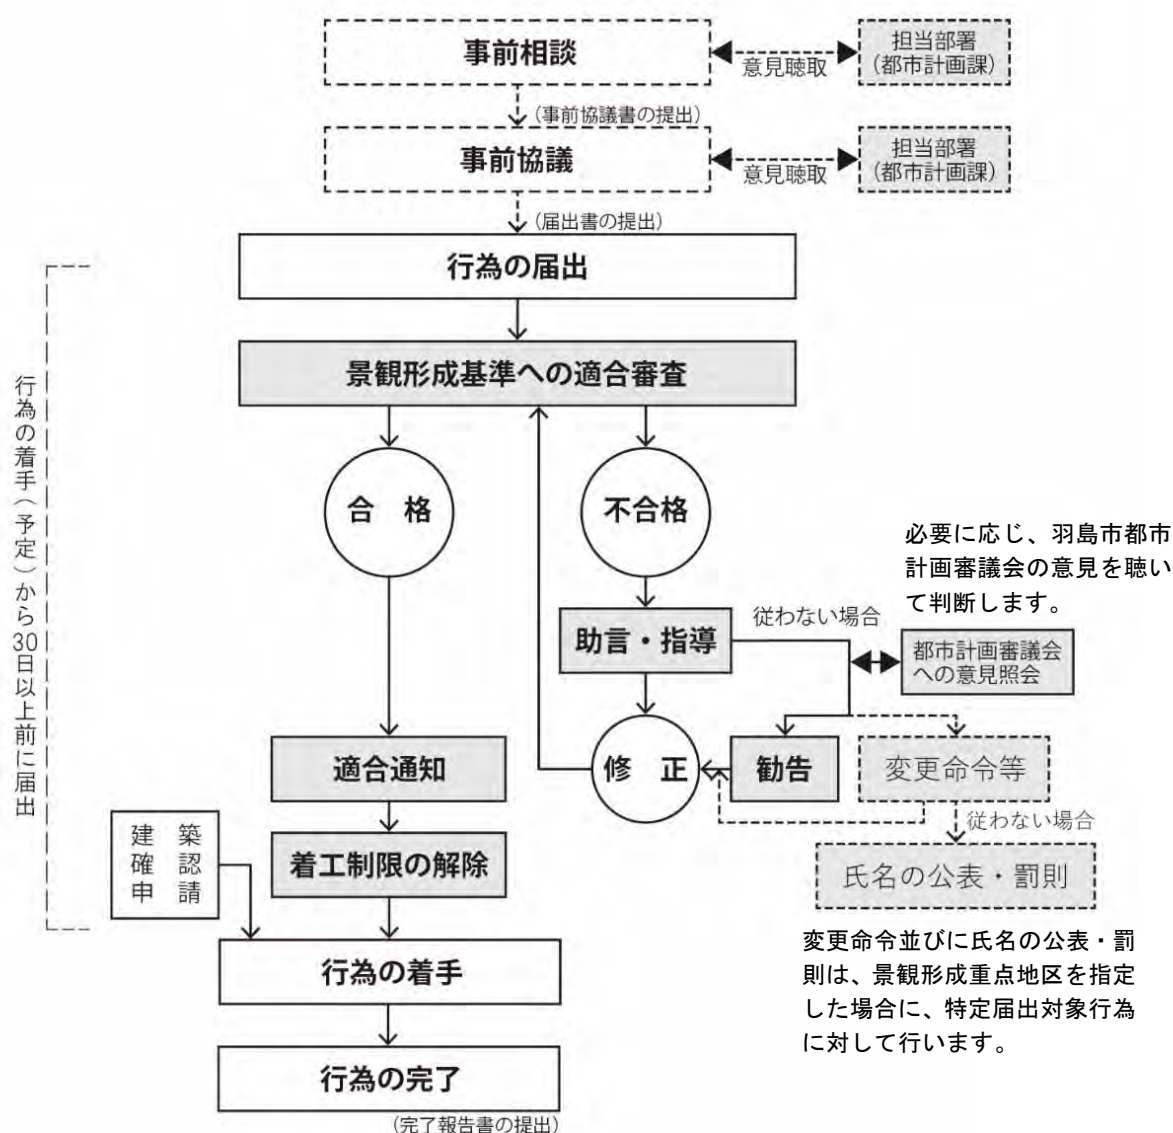 事前相談
意見聴取
担当部署
(都市計画課)
(事前協議書の提出)
事前協議
意見聴取
担当部署
(都市計画課)
(届出書の提出)
行為の届出
景観形成基準への適合審査
行為の着手(予定)から30日以上前に届出
合　格
不合格
必要に応じ、羽島市都市
計画審議会の意見を聴い
て判断します。
助言・指導
従わない場合
都市計画審議会
への意見照会
適合通知
修　正
勧告
変更命令等
従わない場合
建　築
確　認
申　請
着工制限の解除
氏名の公表・罰則
変更命令並びに氏名の公表・罰
則は、景観形成重点地区を指定
した場合に、特定届出対象行為
に対して行います。
行為の着手
行為の完了
(完了報告書の提出)